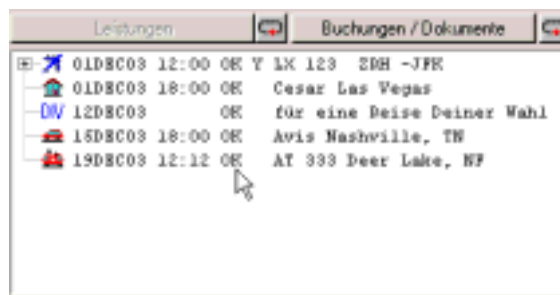 Leistungen Buchungen / Dokumente
01DEC03 12:00 OK Y LX 123 ZRH -JFK
01DEC03 18:00 OK Cesar Las Vegas
DIV 12DEC03 OK für eine Reise Deiner Wahl
15DEC03 18:00 OK Avis Nashville, TN
19DEC03 12:12 OK AT 333 Deer Lake, NF